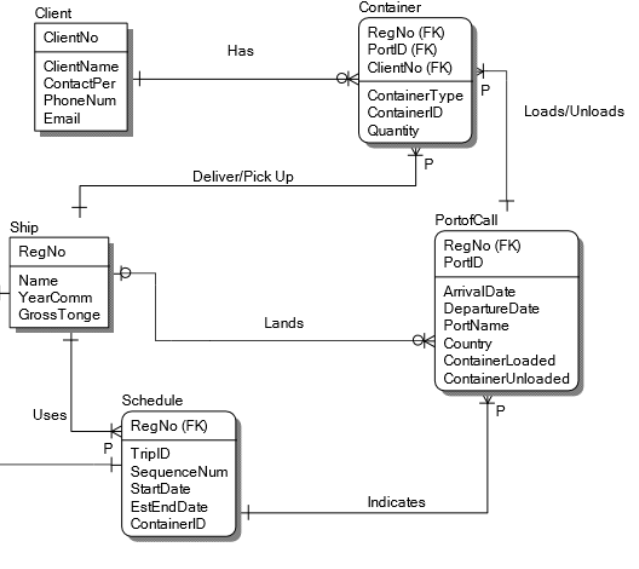 Client
ClientNo
ClientName
ContactPer
PhoneNum
Email
Has
Container
RegNo (FK)
PortID (FK)
ClientNo (FK)
ContainerType
ContainerID
Quantity
P
Loads/Unloads
P
Deliver/Pick Up
Ship
RegNo
Name
YearComm
GrossTonge
PortofCall
RegNo (FK)
PortID
ArrivalDate
DepartureDate
PortName
Country
ContainerLoaded
ContainerUnloaded
Lands
Uses
P
Schedule
RegNo (FK)
TripID
SequenceNum
StartDate
EstEndDate
ContainerID
P
Indicates